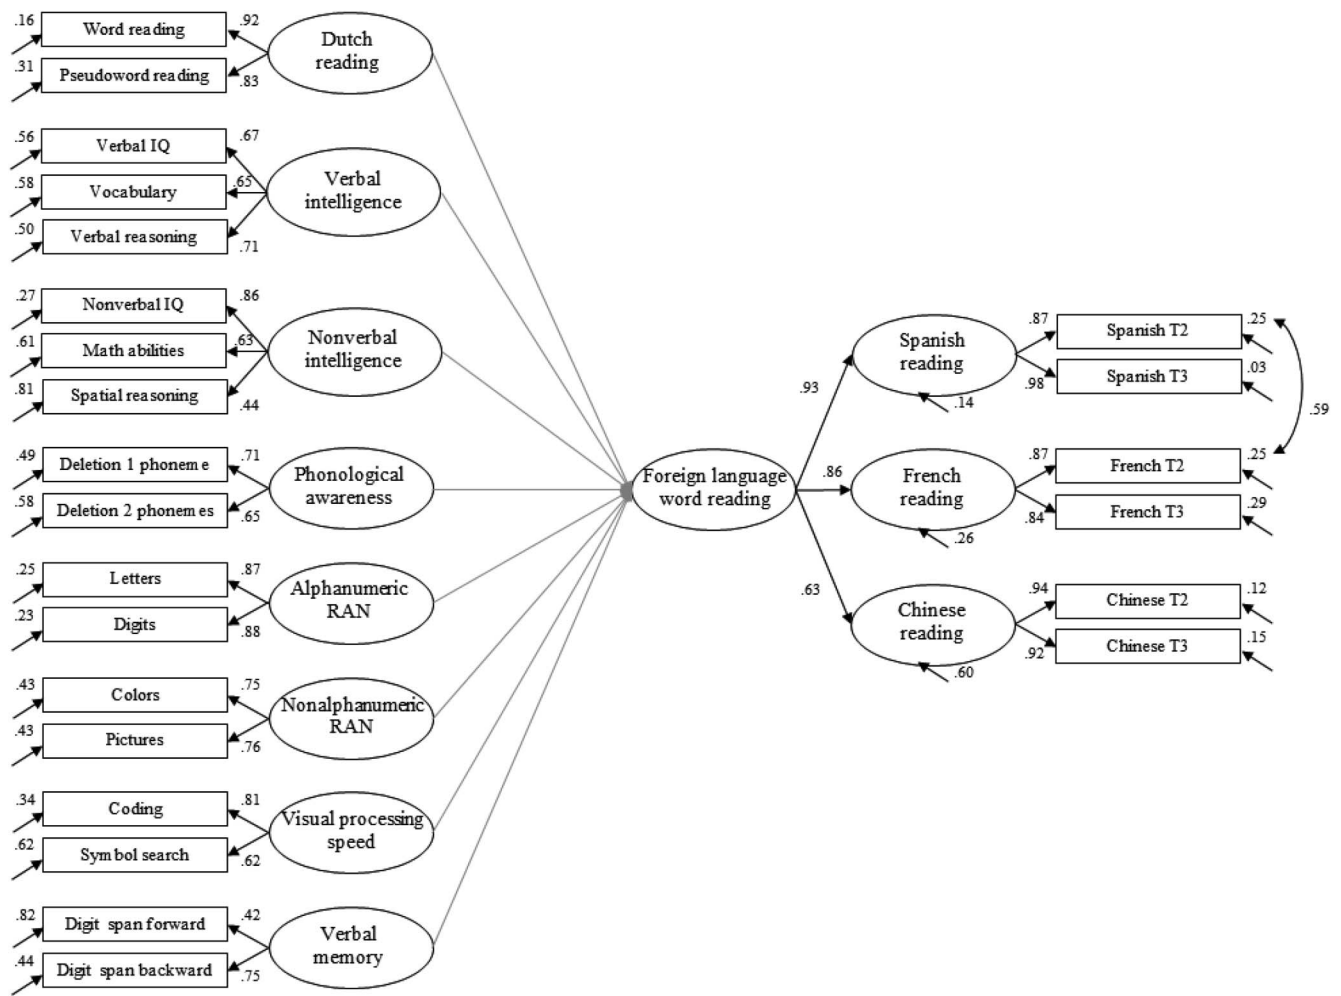 .16
Word reading
.92
Dutch
reading
.31
Pseudoword reading
.83
.56
Verbal IQ
.67
Verbal
intelligence
.58
Vocabulary
.65
.50
Verbal reasoning
.71
.27
Nonverbal IQ
.86
Nonverbal
intelligence
.61
Math abilities
.63
.81
Spatial reasoning
.44
.49
Deletion 1 phoneme
.71
Phonological
awareness
.58
Deletion 2 phonemes
.65
.25
Letters
.87
Alphanumeric
RAN
.23
Digits
.88
.43
Colors
.75
Nonalphanumeric
RAN
.43
Pictures
.76
.34
Coding
.81
Visual processing
speed
.62
Symbol search
.62
.82
Digit span forward
.42
Verbal
memory
.44
Digit span backward
.75
Foreign language
word reading
.93
.86
.63
Spanish
reading
.14
.87
Spanish T2
.25
.98
Spanish T3
.03
.59
French
reading
.26
.87
French T2
.25
.84
French T3
.29
Chinese
reading
.60
.94
Chinese T2
.12
.92
Chinese T3
.15